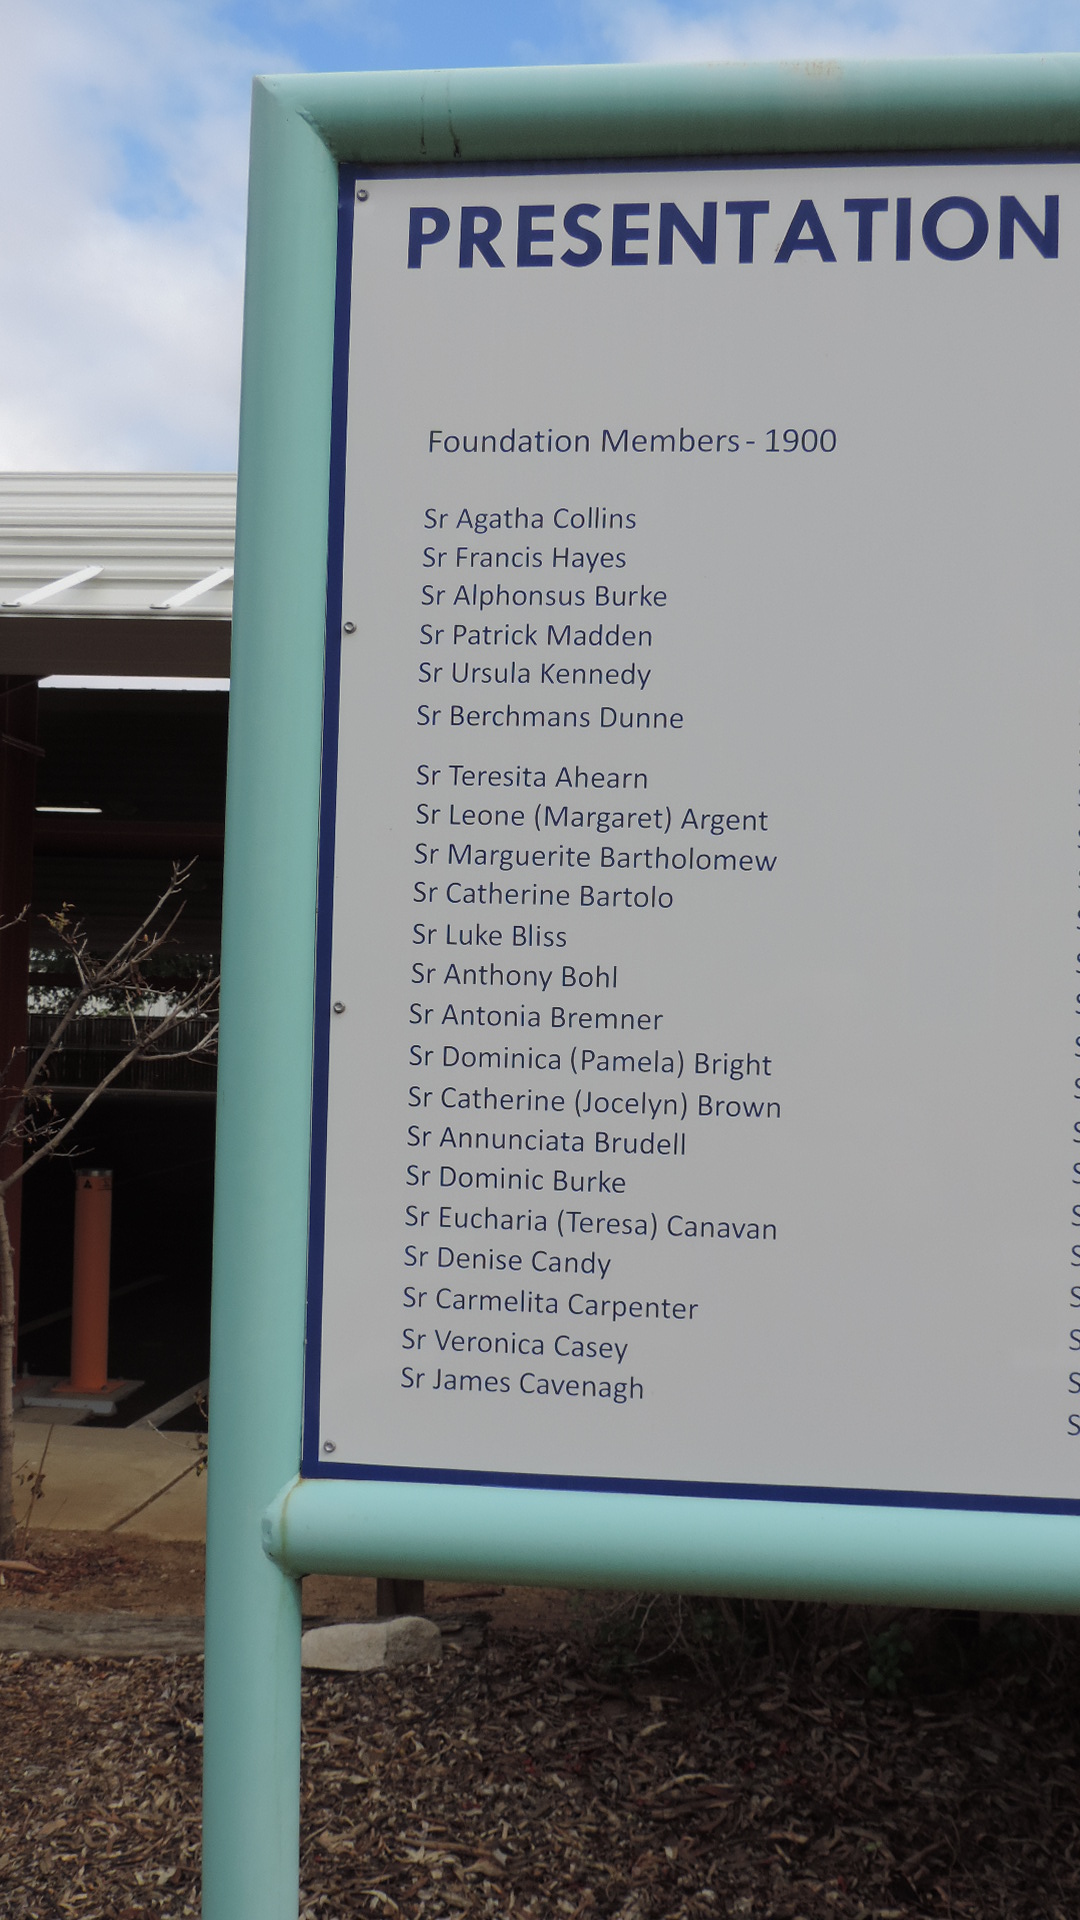 PRESENTATION
Foundation Members - 1900
Sr Agatha Collins
Sr Francis Hayes
Sr Alphonsus Burke
Sr Patrick Madden
Sr Ursula Kennedy
Sr Berchmans Dunne
Sr Teresita Ahearn
Sr Leone (Margaret) Argent
Sr Marguerite Bartholomew
Sr Catherine Bartolo
Sr Luke Bliss
Sr Anthony Bohl
Sr Antonia Bremner
Sr Dominica (Pamela) Bright
Sr Catherine (Jocelyn) Brown
Sr Annunciata Brudell
Sr Dominic Burke
Sr Eucharia (Teresa) Canavan
Sr Denise Candy
Sr Carmelita Carpenter
Sr Veronica Casey
Sr James Cavenagh